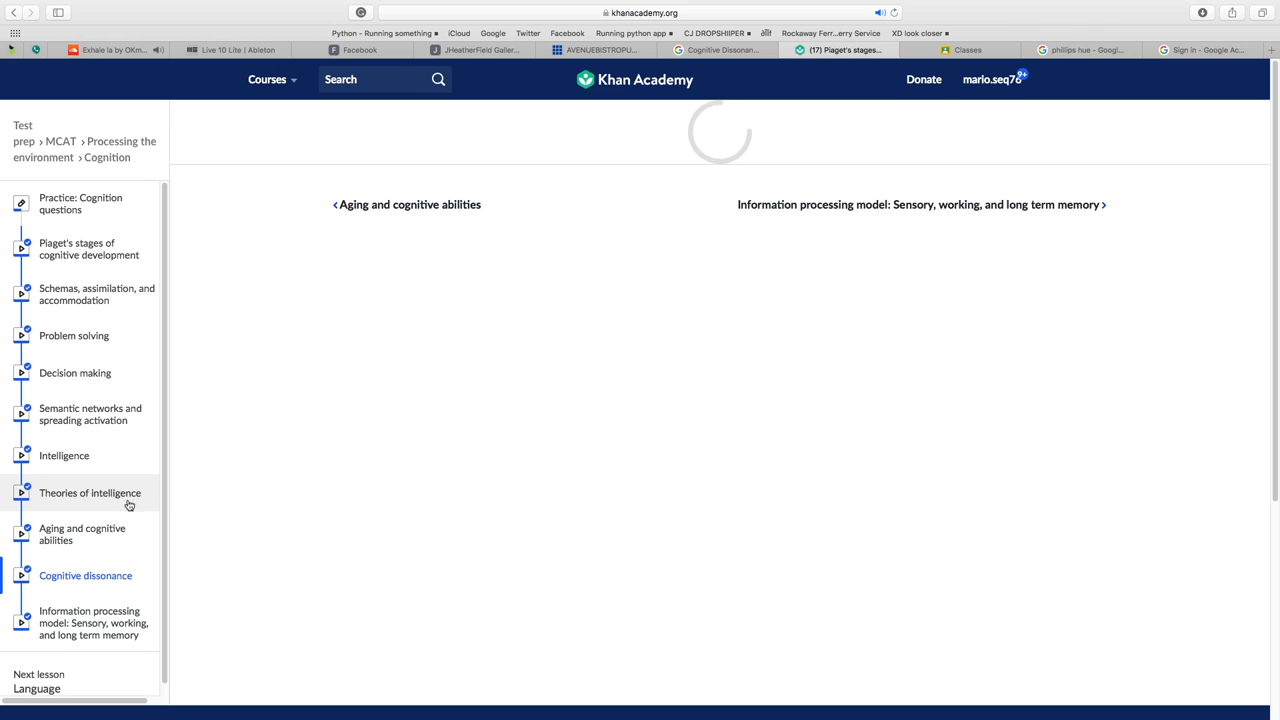 khanacademy.org
Python - Running something
iCloud
Google
Twitter
Facebook
Running python app
CJ DROPSHIIPER
Rockaway Ferr...erry Service
XD look closer
Exhale la by OKm...
Live 10 Lite | Ableton
Facebook
JHeatherField Galler...
AVENUEBISTROPU...
Cognitive Dissonan...
(17) Piaget's stages...
Classes
phillips hue - Googl...
Sign in - Google Ac...
Courses
Search
Khan Academy
Donate
mario.seq76
9+
Test
prep › MCAT › Processing the
environment › Cognition
Practice: Cognition
questions
Piaget's stages of
cognitive development
Schemas, assimilation, and
accommodation
Problem solving
Decision making
Semantic networks and
spreading activation
Intelligence
Theories of intelligence
Aging and cognitive
abilities
Cognitive dissonance
Information processing
model: Sensory, working,
and long term memory
Next lesson
Language
‹ Aging and cognitive abilities
Information processing model: Sensory, working, and long term memory ›